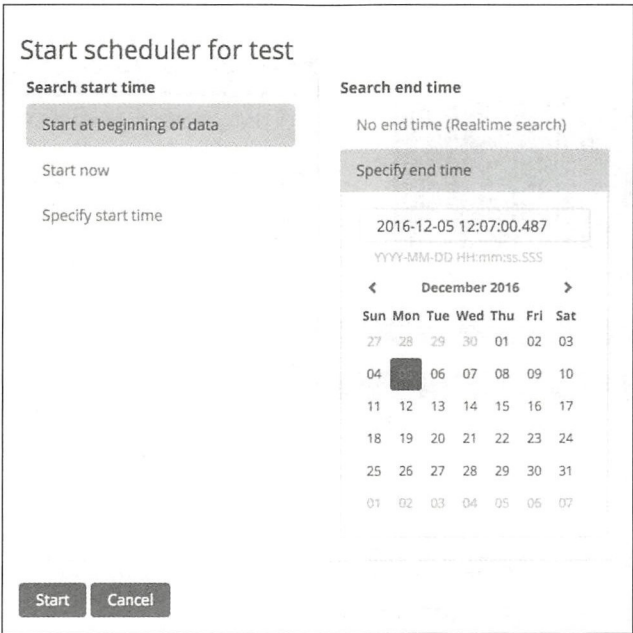 Start scheduler for test
Search start time
Start at beginning of data
Start now
Specify start time
Search end time
No end time (Realtime search)
Specify end time
2016-12-05 12:07:00.487
YYYY-MM-DD HH:mm:ss.SSS
December 2016
Sun Mon Tue Wed Thu Fri Sat
27 28 29 30 01 02 03
04 05 06 07 08 09 10
11 12 13 14 15 16 17
18 19 20 21 22 23 24
25 26 27 28 29 30 31
01 02 03 04 05 06 07
Start Cancel